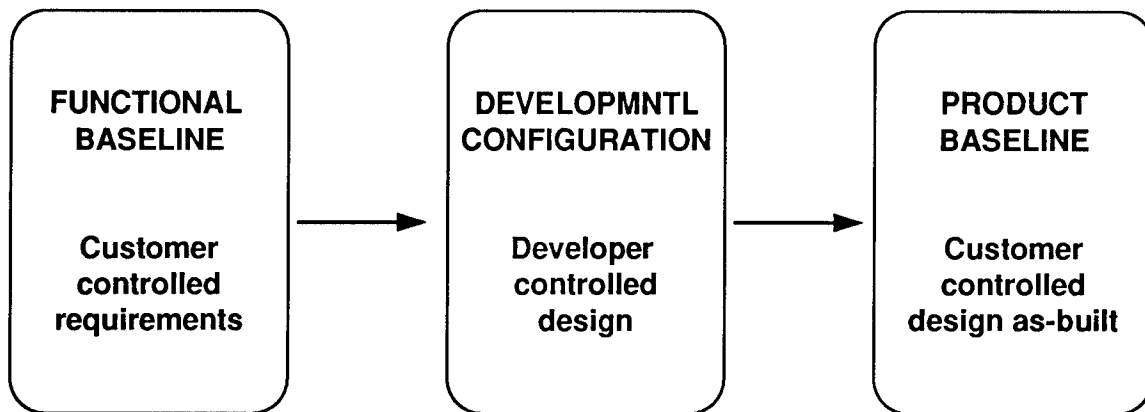 FUNCTIONAL
BASELINE
Customer
controlled
requirements
DEVELOPMNTL
CONFIGURATION
Developer
controlled
design
PRODUCT
BASELINE
Customer
controlled
design as-built